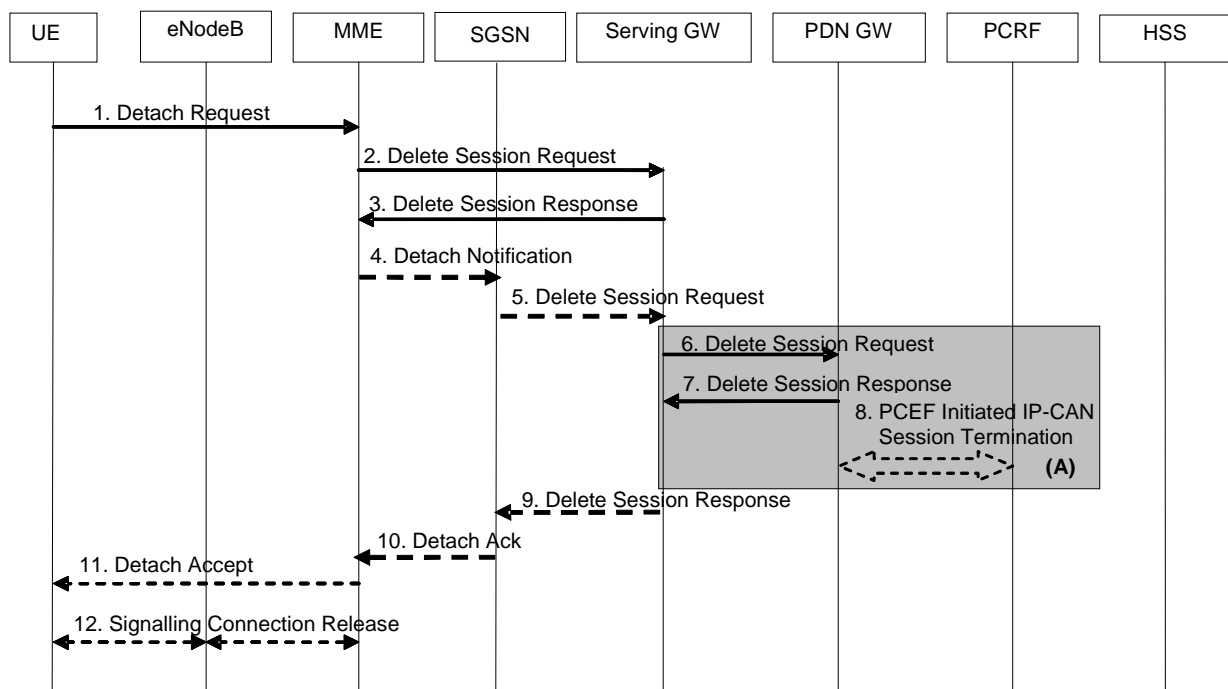 UE
eNodeB
MME
SGSN
Serving GW
PDN GW
PCRF
HSS
1. Detach Request
2. Delete Session Request
3. Delete Session Response
4. Detach Notification
5. Delete Session Request
6. Delete Session Request
7. Delete Session Response
8. PCEF Initiated IP-CAN
Session Termination
(A)
9. Delete Session Response
10. Detach Ack
11. Detach Accept
12. Signalling Connection Release